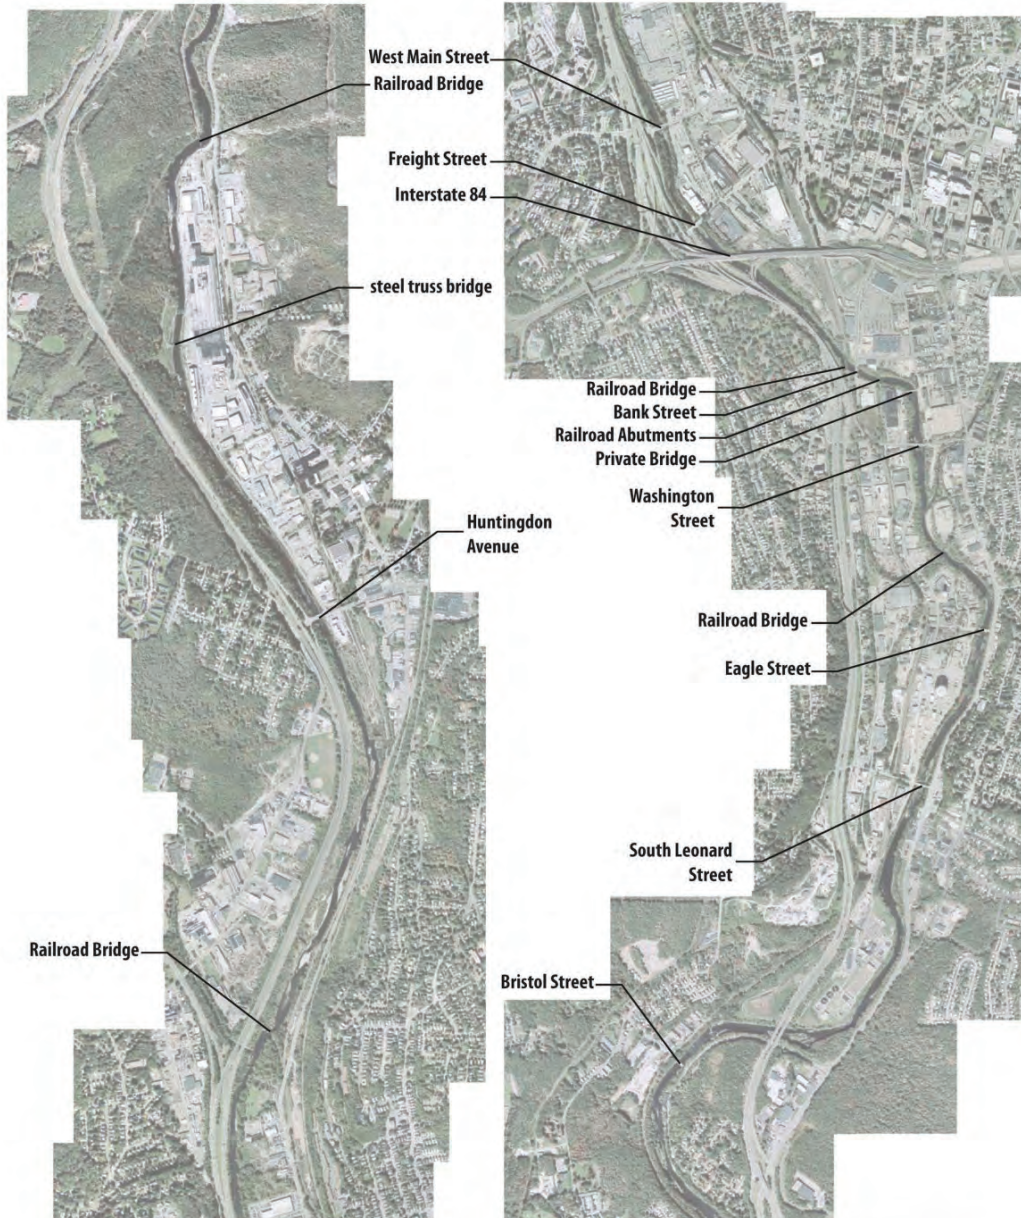 West Main Street
Railroad Bridge
Freight Street
Interstate 84
steel truss bridge
Railroad Bridge
Bank Street
Railroad Abutments
Private Bridge
Washington
Street
Huntingdon
Avenue
Railroad Bridge
Eagle Street
South Leonard
Street
Railroad Bridge
Bristol Street